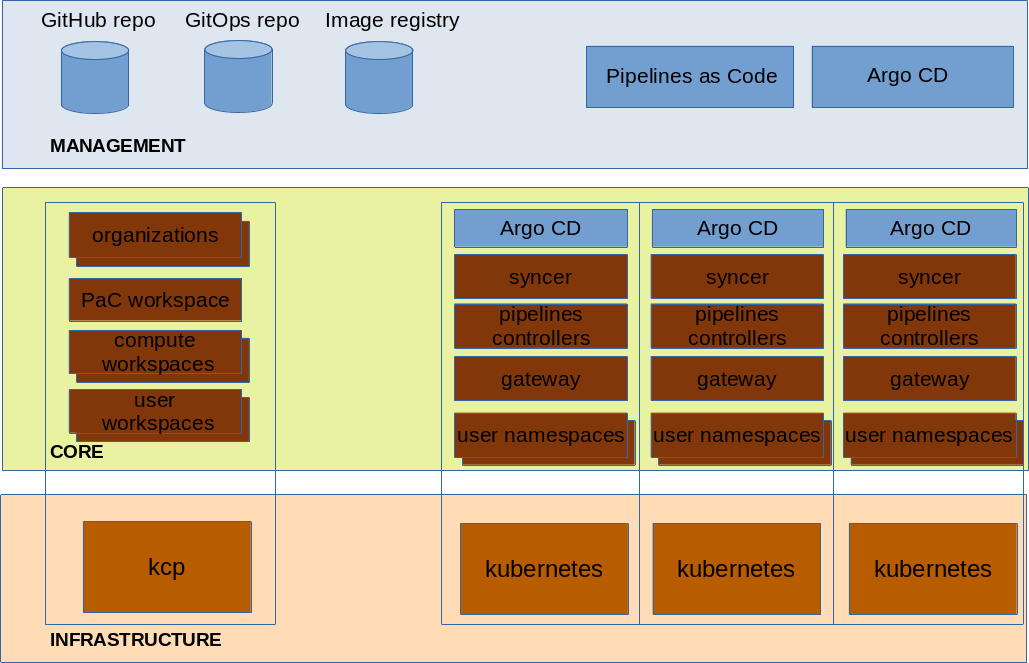 GitHub repo
GitOps repo
Image registry
Pipelines as Code
Argo CD
MANAGEMENT
organizations
PaC workspace
compute
workspaces
user
workspaces
CORE
Argo CD
syncer
pipelines
controllers
gateway
user namespaces
Argo CD
syncer
pipelines
controllers
gateway
user namespaces
Argo CD
syncer
pipelines
controllers
gateway
user namespaces
kcp
kubernetes
kubernetes
kubernetes
INFRASTRUCTURE